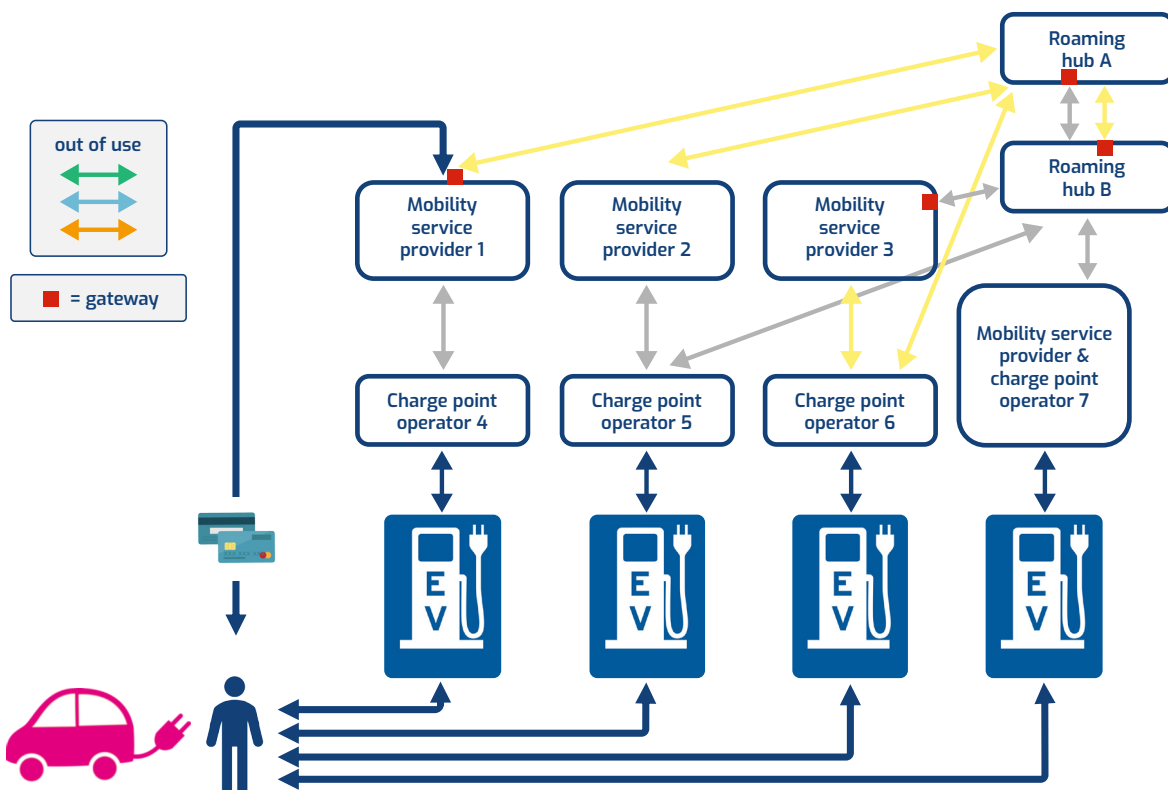 Roaming
hub A
out of use
Roaming
hub B
= gateway
Mobility
service
provider 1
Mobility
service
provider 2
Mobility
service
provider 3
Mobility service
provider &
charge point
operator 7
Charge point
operator 4
Charge point
operator 5
Charge point
operator 6
E
V
E
V
E
V
E
V